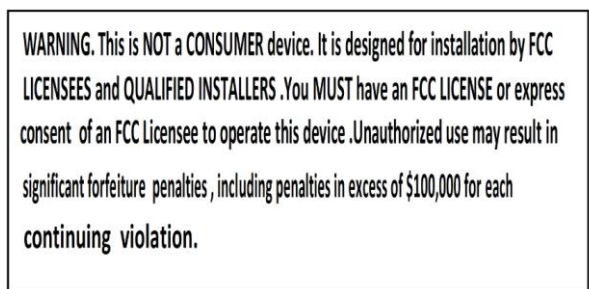 WARNING. This is NOT a CONSUMER device. It is designed for installation by FCC
LICENSEES and QUALIFIED INSTALLERS .You MUST have an FCC LICENSE or express
consent of an FCC Licensee to operate this device .Unauthorized use may result in
significant forfeiture penalties , including penalties in excess of $100,000 for each
continuing violation.